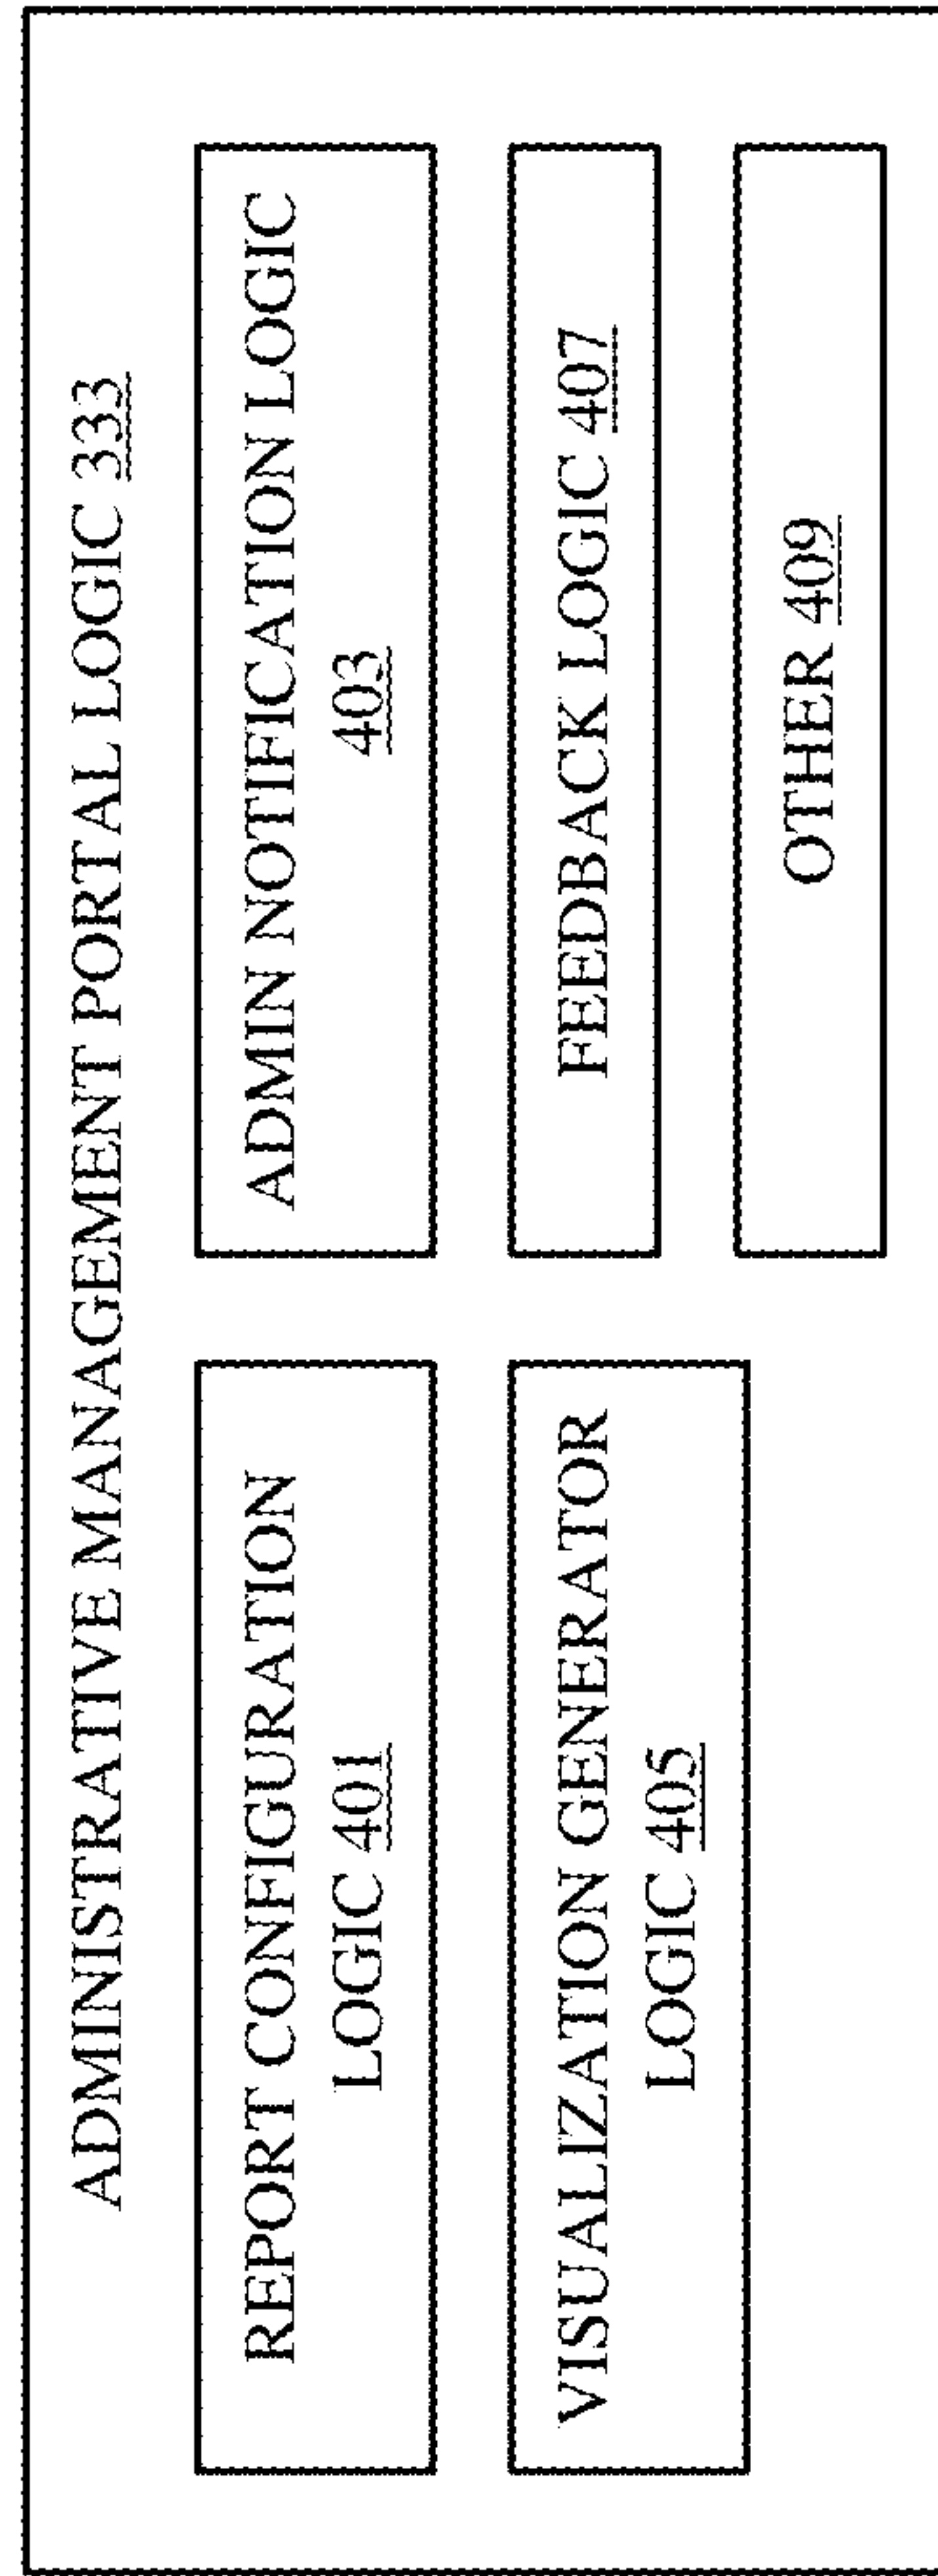 ADMINISTRATIVE MANAGEMENT PORTAL LOGIC 333
REPORT CONFIGURATION
LOGIC 401
ADMIN NOTIFICATION LOGIC
403
VISUALIZATION GENERATOR
LOGIC 405
FEEDBACK LOGIC 407
OTHER 409